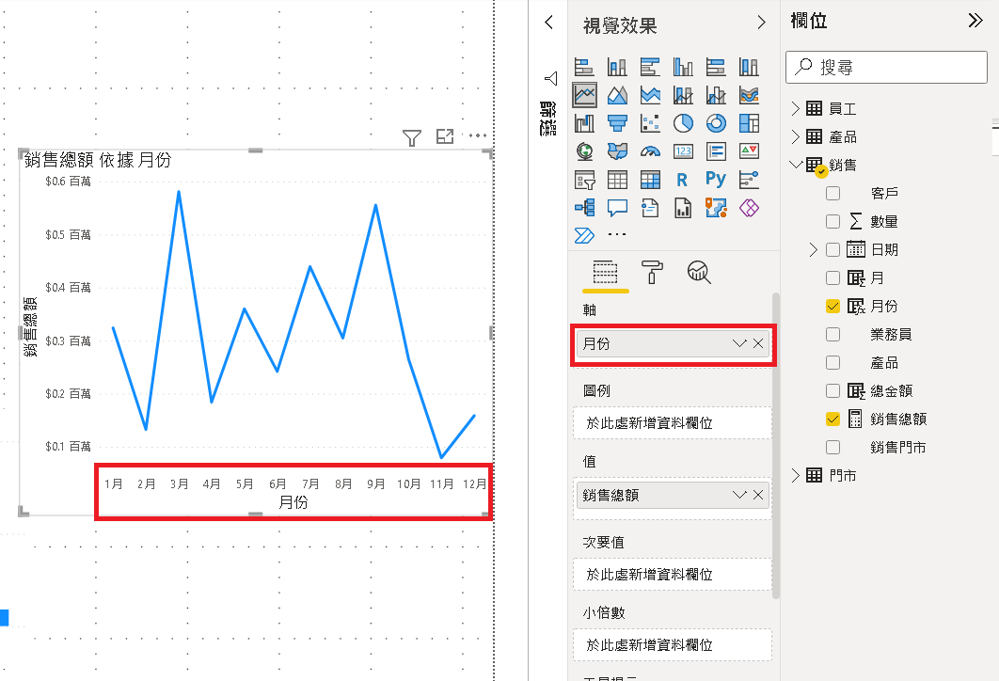 銷售總額 依據 月份
$0.6 百萬
$0.5 百萬
$0.4 百萬
$0.3 百萬
$0.2 百萬
$0.1 百萬
銷售總額
1月 2月 3月 4月 5月 6月 7月 8月 9月 10月 11月 12月
月份
篩選
視覺效果
123
R
Py
軸
月份
圖例
於此處新增資料欄位
值
銷售總額
次要值
於此處新增資料欄位
小倍數
於此處新增資料欄位
欄位
搜尋
員工
產品
銷售
客戶
數量
日期
月
月份
業務員
產品
總金額
銷售總額
銷售門市
門市